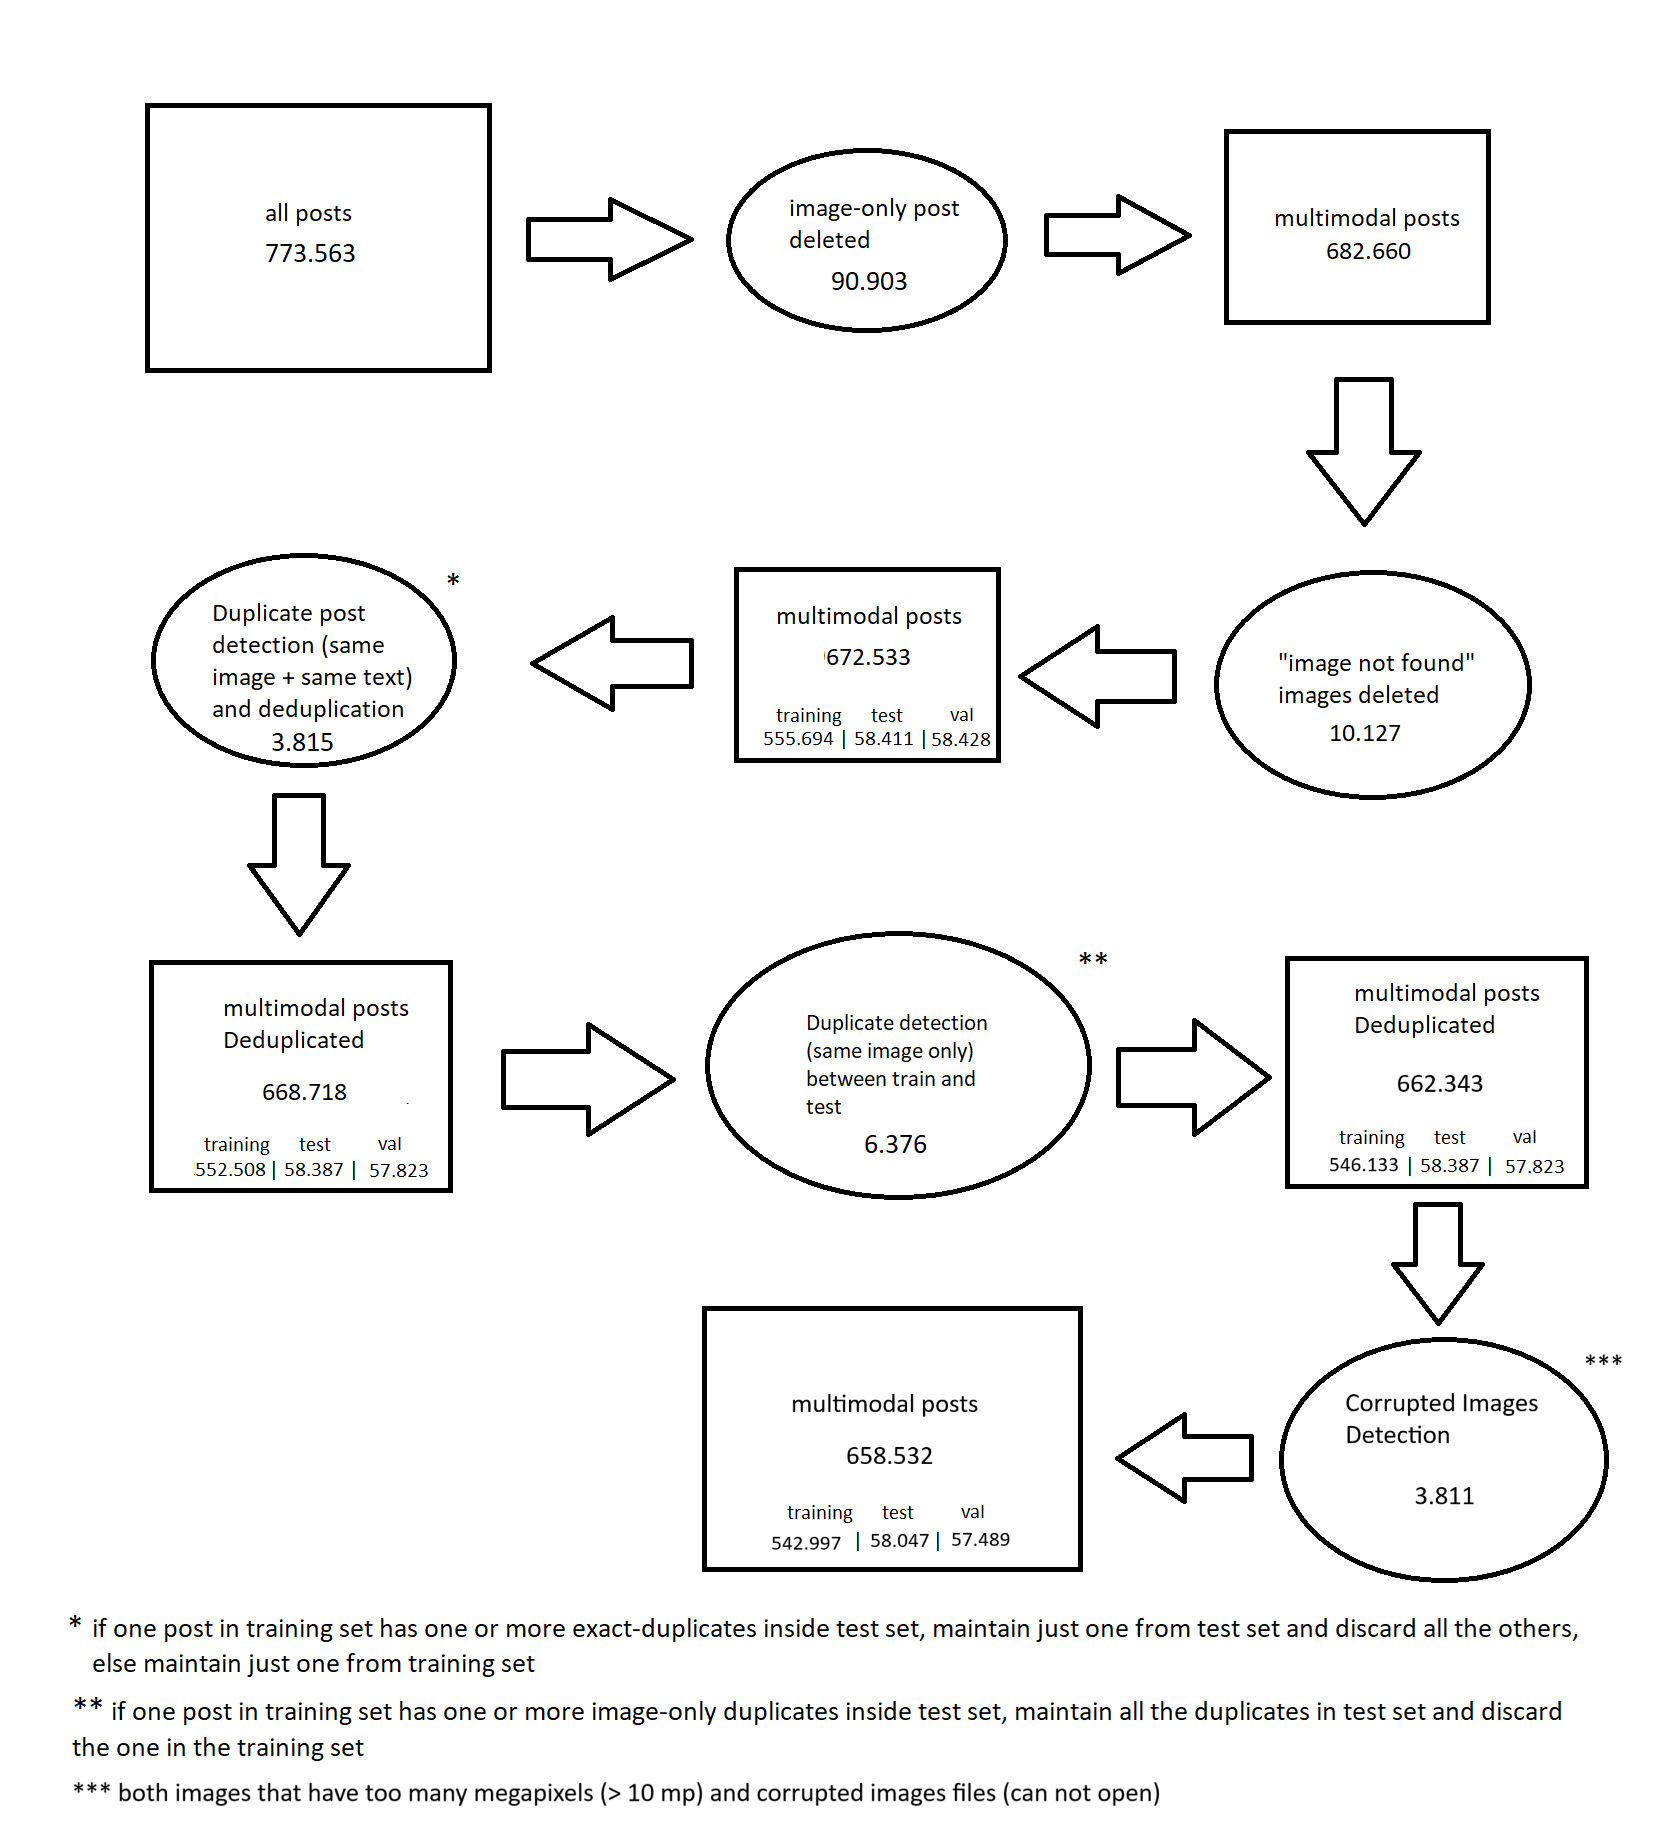 all posts
773.563
image-only post
deleted
90.903
multimodal posts
682.660
"image not found"
images deleted
10.127
multimodal posts
672.533
training test val
555.694 | 58.411 | 58.428
*
Duplicate post
detection (same
image + same text)
and deduplication
3.815
multimodal posts
Deduplicated
668.718
training test val
552.508 | 58.387 | 57.823
**
Duplicate detection
(same image only)
between train and
test
6.376
multimodal posts
Deduplicated
662.343
training test val
546.133 | 58.387 | 57.823
***
Corrupted Images
Detection
3.811
multimodal posts
658.532
training test val
542.997 | 58.047 | 57.489
* if one post in training set has one or more exact-duplicates inside test set, maintain just one from test set and discard all the others,
else maintain just one from training set
** if one post in training set has one or more image-only duplicates inside test set, maintain all the duplicates in test set and discard
the one in the training set
*** both images that have too many megapixels (> 10 mp) and corrupted images files (can not open)